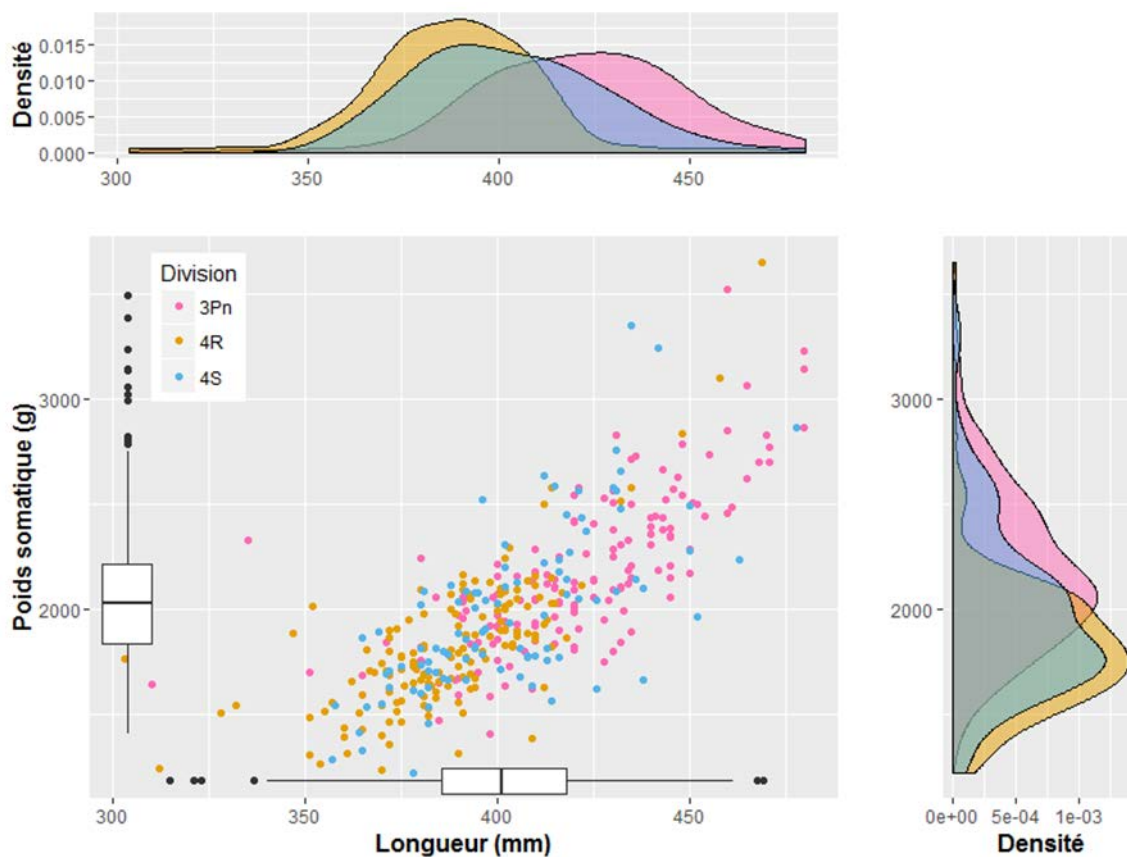 Densité
0.015
0.010
0.005
0.000
300 350 400 450
Division
3Pn
4R
4S
Poids somatique (g)
3000
2000
300 350 400 450
Longueur (mm)
3000
2000
0e+00 5e-04 1e-03
Densité